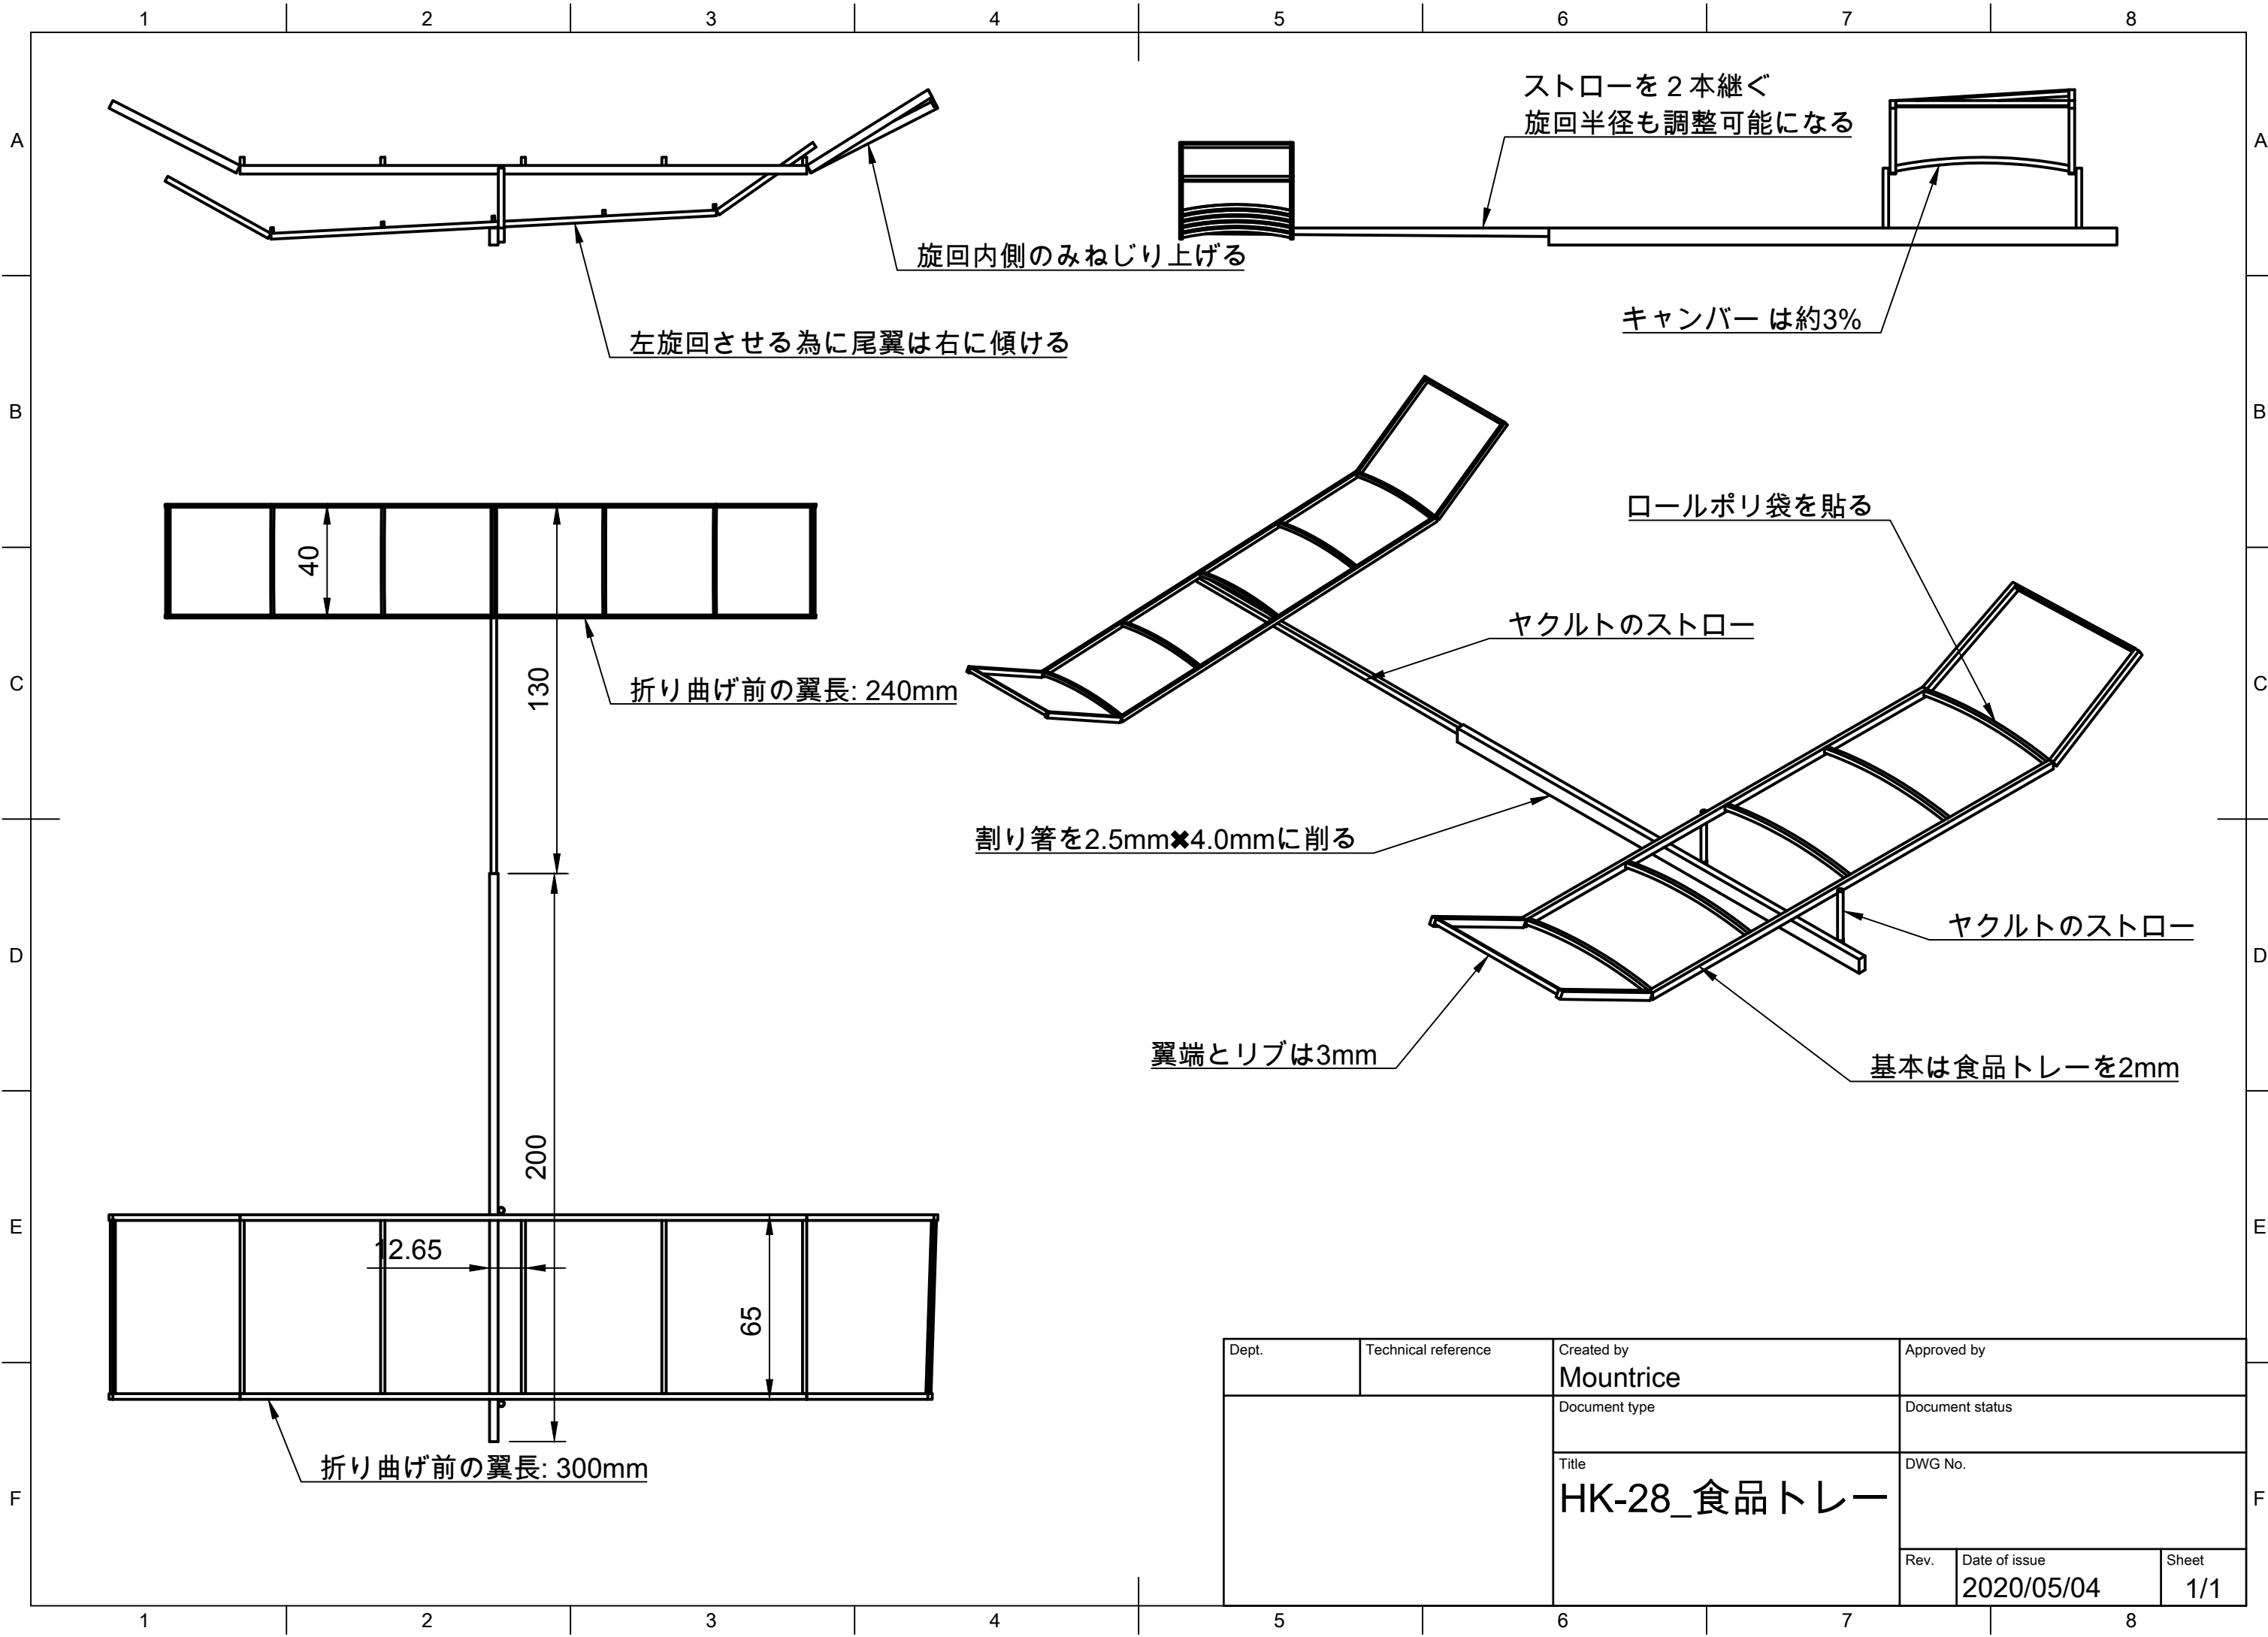 1 2 3 4 5 6 7 8
A A
ストローを2本継ぐ
旋回半径も調整可能になる
旋回内側のみねじり上げる
左旋回させる為に尾翼は右に傾ける
キャンバー は約3%
B B
ロールポリ袋を貼る
40
ヤクルトのストロー
130
折り曲げ前の翼長: 240mm
C C
割り箸を2.5mm✖4.0mmに削る
ヤクルトのストロー
D D
翼端とリブは3mm
基本は食品トレーを2mm
200
E E
12.65
65
折り曲げ前の翼長: 300mm
F F
Dept.
Technical reference
Created by
Mountrice
Approved by
Document type
Document status
Title
HK-28_食品トレー
DWG No.
Rev.
Date of issue
2020/05/04
Sheet
1/1
1 2 3 4 5 6 7 8